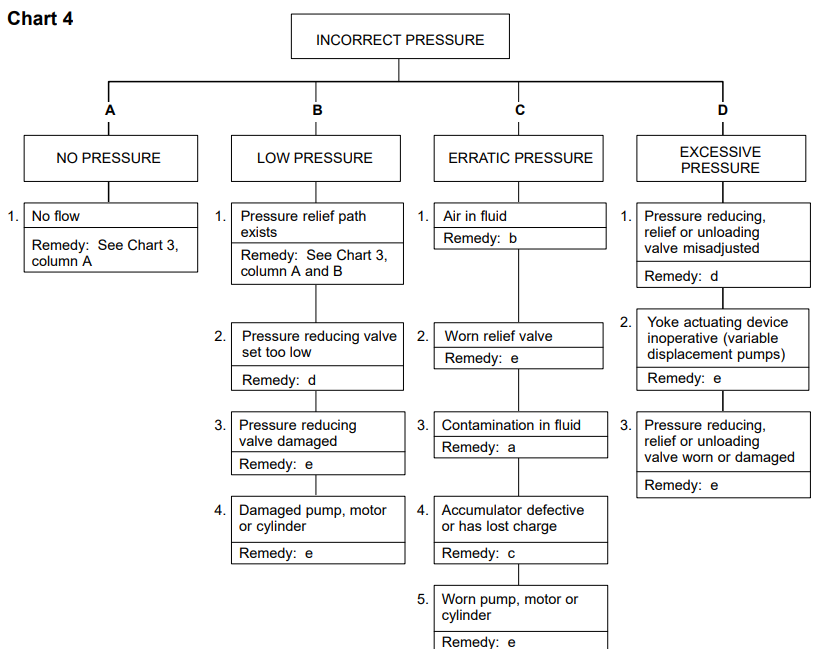 Chart 4
INCORRECT PRESSURE
A
B
C
D
NO PRESSURE
LOW PRESSURE
ERRATIC PRESSURE
EXCESSIVE
PRESSURE
1. No flow
Remedy: See Chart 3,
column A
1. Pressure relief path
exists
Remedy: See Chart 3,
column A and B
2. Pressure reducing valve
set too low
Remedy: d
3. Pressure reducing
valve damaged
Remedy: e
4. Damaged pump, motor
or cylinder
Remedy: e
1. Air in fluid
Remedy: b
2. Worn relief valve
Remedy: e
3. Contamination in fluid
Remedy: a
4. Accumulator defective
or has lost charge
Remedy: c
5. Worn pump, motor or
cylinder
Remedy: e
1. Pressure reducing,
relief or unloading
valve misadjusted
Remedy: d
2. Yoke actuating device
inoperative (variable
displacement pumps)
Remedy: e
3. Pressure reducing,
relief or unloading
valve worn or damaged
Remedy: e